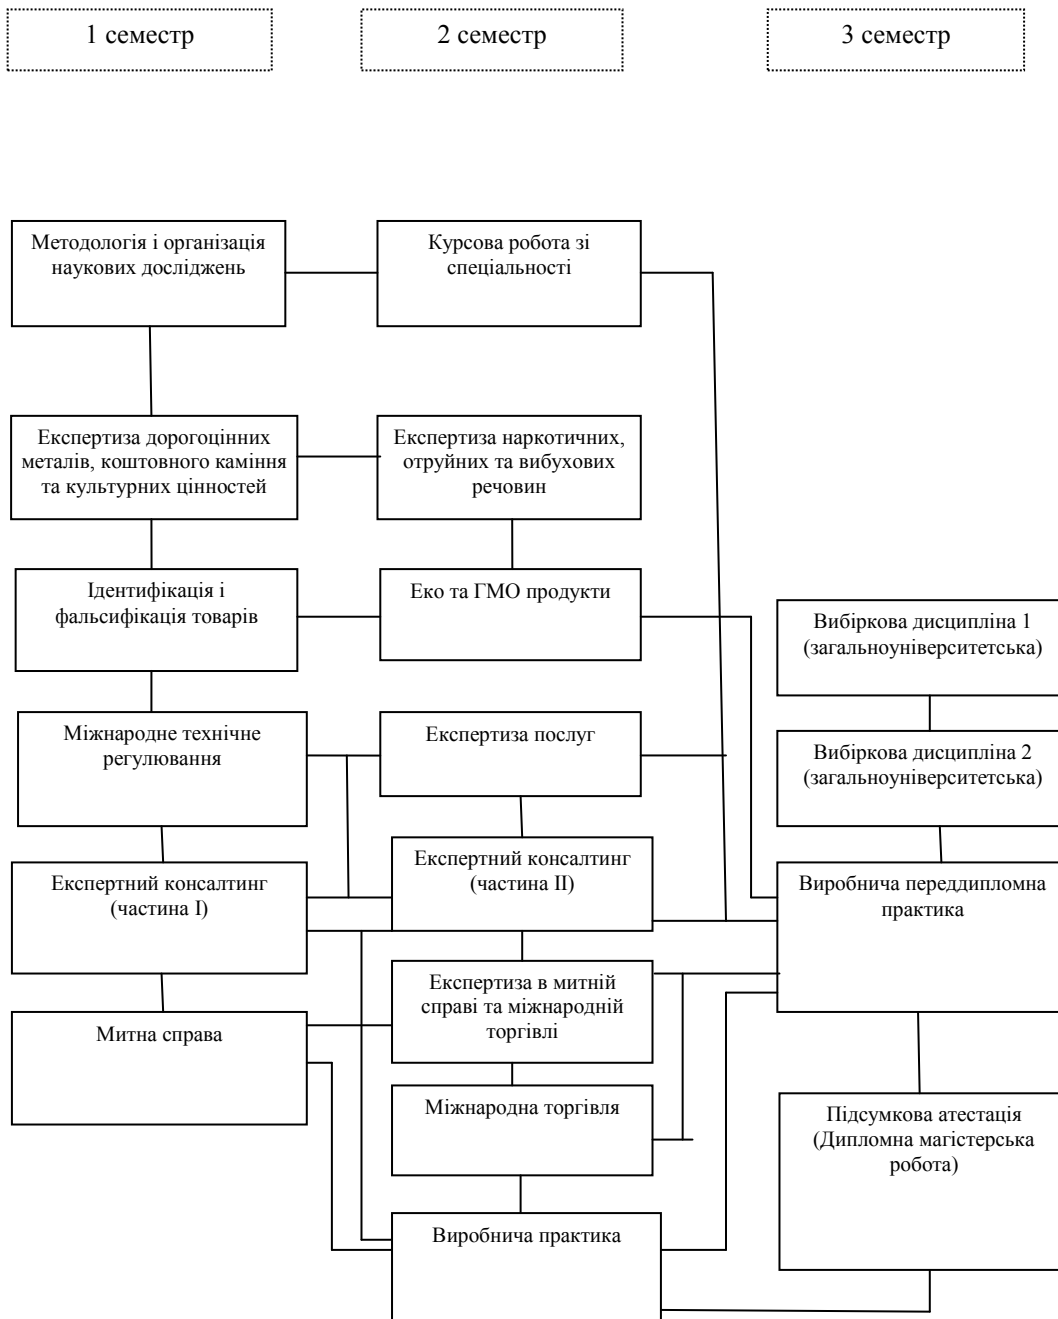 1 семестр
2 семестр
3 семестр
Методологія і організація
наукових досліджень
Курсова робота зі
спеціальності
Експертиза дорогоцінних
металів, коштовного каміння
та культурних цінностей
Експертиза наркотичних,
отруйних та вибухових
речовин
Ідентифікація і
фальсифікація товарів
Еко та ГМО продукти
Вибіркова дисципліна 1
(загальноуніверситетська)
Міжнародне технічне
регулювання
Експертиза послуг
Вибіркова дисципліна 2
(загальноуніверситетська)
Експертний консалтинг
(частина І)
Експертний консалтинг
(частина ІІ)
Виробнича переддипломна
практика
Митна справа
Експертиза в митній
справі та міжнародній
торгівлі
Міжнародна торгівля
Підсумкова атестація
(Дипломна магістерська
робота)
Виробнича практика